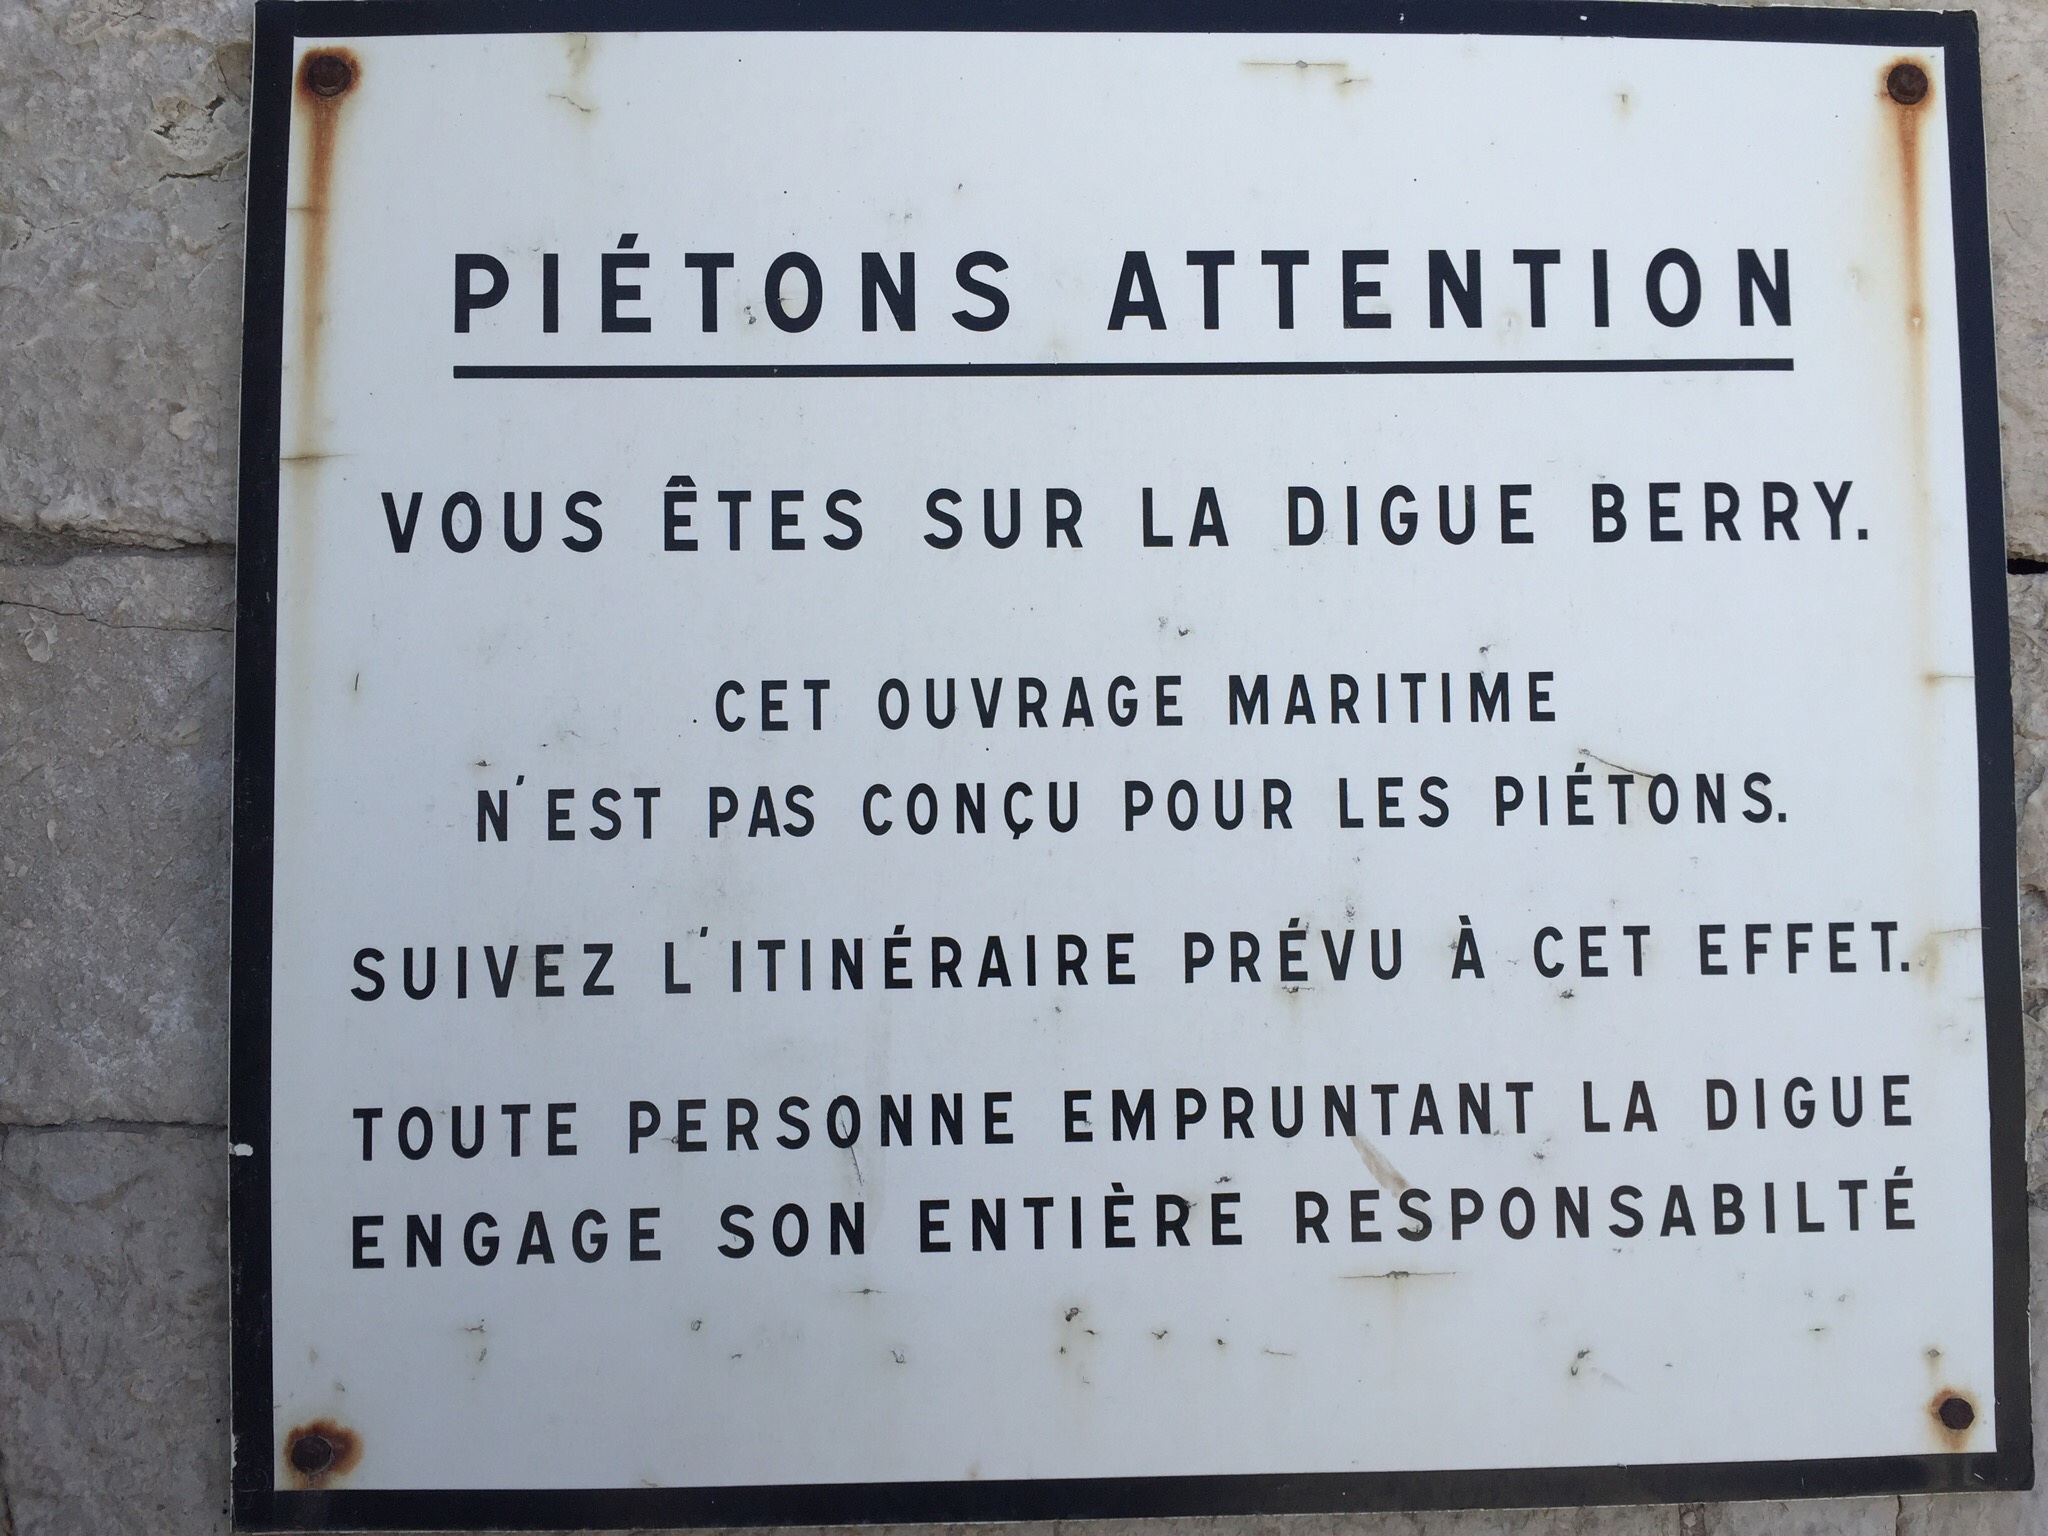 PIÉTONS ATTENTION
VOUS ÊTES SUR LA DIGUE BERRY.
CET OUVRAGE MARITIME
N'EST PAS CONÇU POUR LES PIÉTONS.
SUIVEZ L'ITINÉRAIRE PRÉVU À CET EFFET.
TOUTE PERSONNE EMPRUNTANT LA DIGUE
ENGAGE SON ENTIÈRE RESPONSABILTÉ